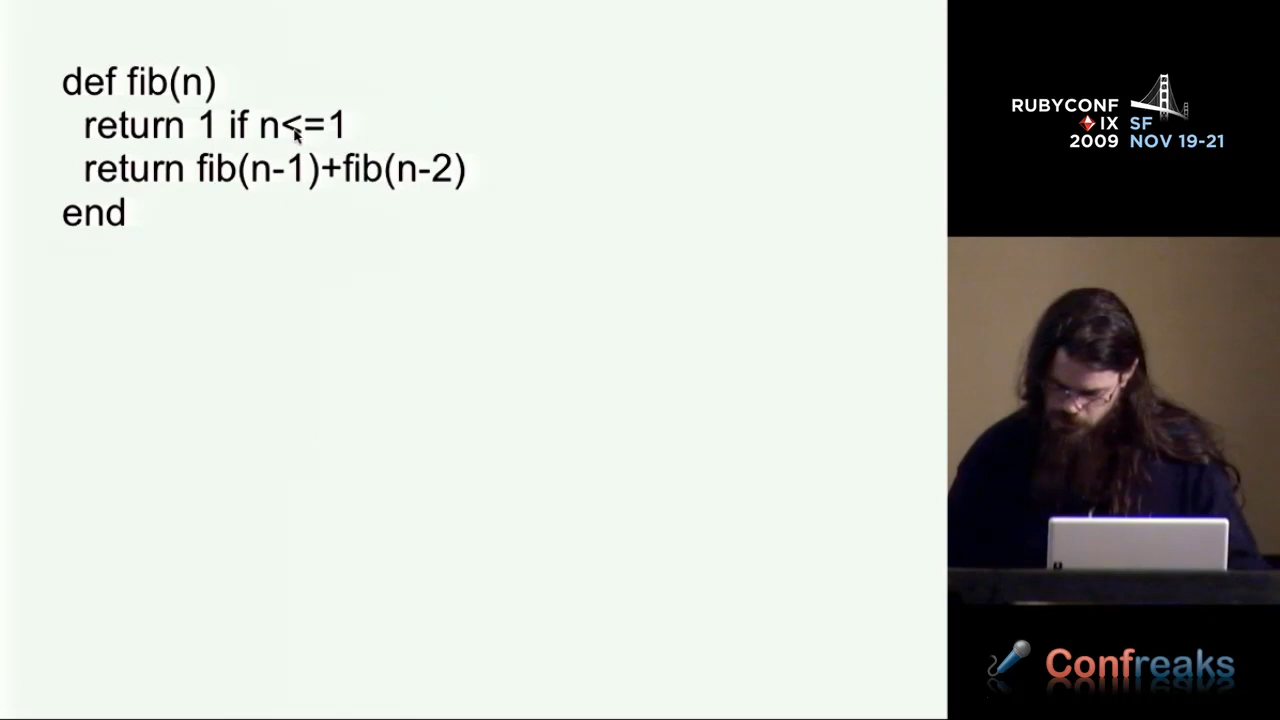 def fib(n)
return 1 if n<=1
return fib(n-1)+fib(n-2)
end
RUBYCONF
IX SF
2009 NOV 19-21
Confreaks